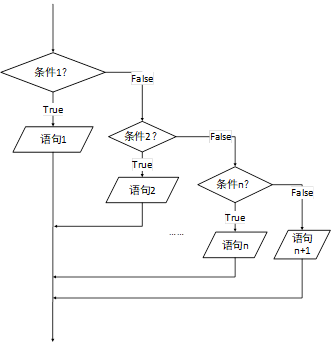 条件1?
False
True
语句1
条件2?
False
True
语句2
条件n?
False
True
……
语句n
语句
n+1